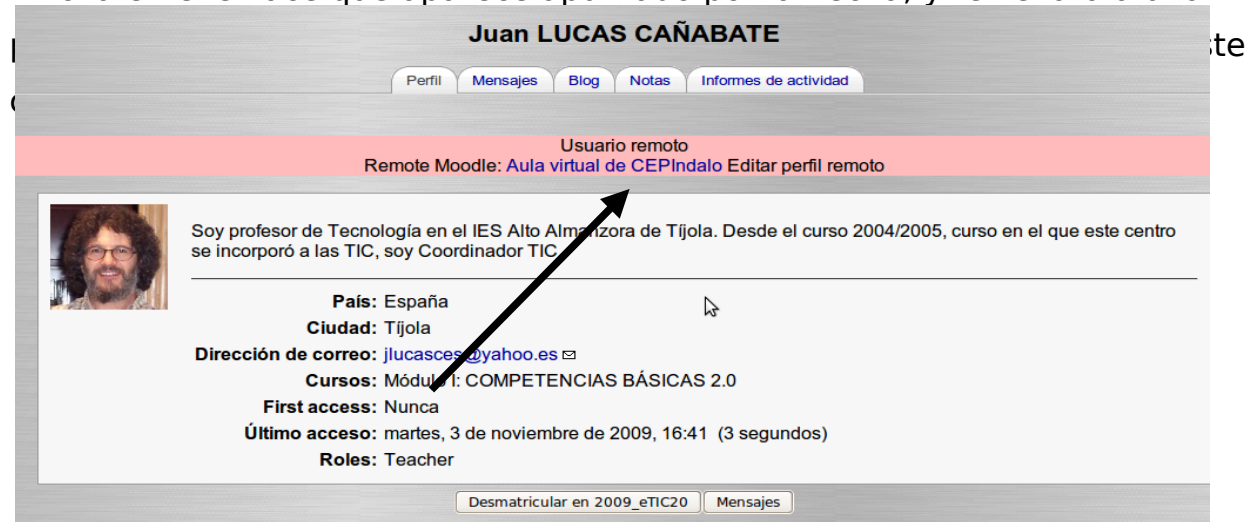 Juan LUCAS CAÑABATE
ste
Perfil Mensajes Blog Notas Informes de actividad
Usuario remoto
Remote Moodle: Aula virtual de CEPIndalo Editar perfil remoto
Soy profesor de Tecnología en el IES Alto Almanzora de Tíjola. Desde el curso 2004/2005, curso en el que este centro
se incorporó a las TIC, soy Coordinador TIC
País: España
Ciudad: Tíjola
Dirección de correo: jlucasces@yahoo.es
Cursos: Módulo I: COMPETENCIAS BÁSICAS 2.0
First access: Nunca
Último acceso: martes, 3 de noviembre de 2009, 16:41 (3 segundos)
Roles: Teacher
Desmatricular en 2009_eTIC20 Mensajes